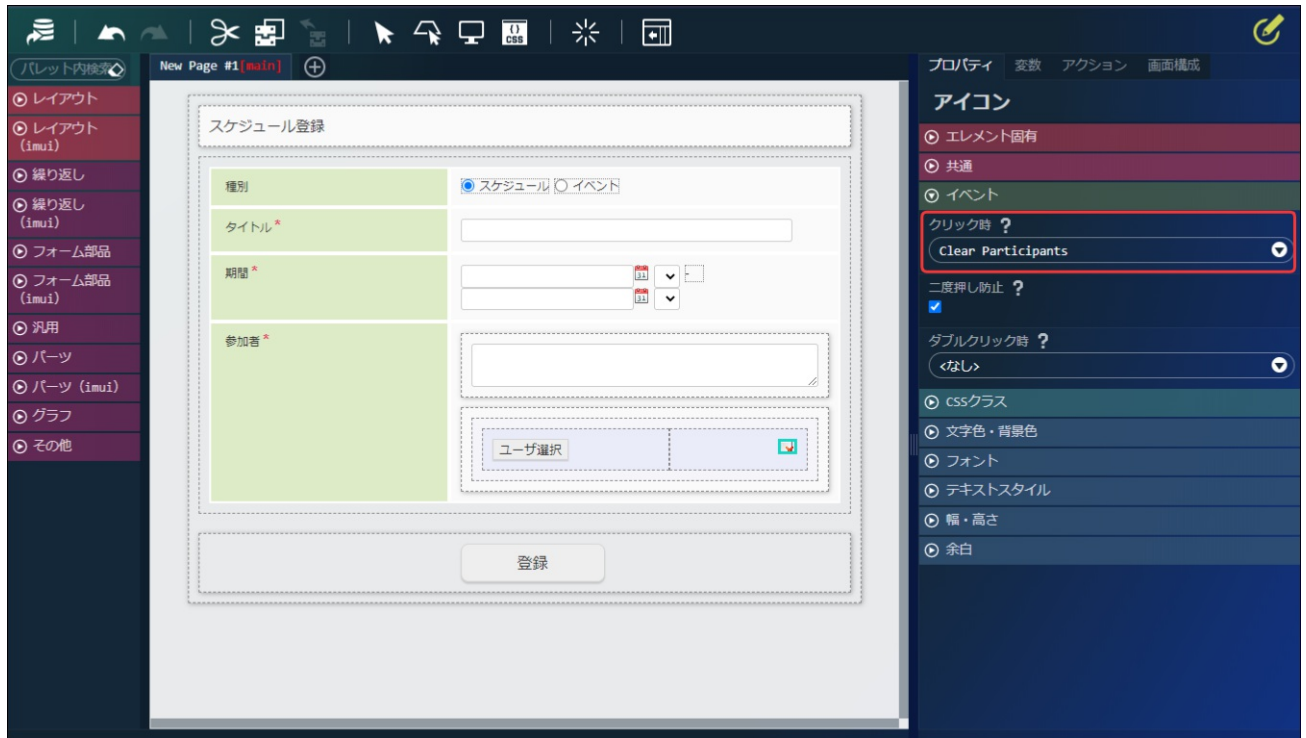 {} CSS
パレット内検索
レイアウト
レイアウト
(imui)
繰り返し
繰り返し
(imui)
フォーム部品
フォーム部品
(imui)
汎用
パーツ
パーツ (imui)
グラフ
その他
New Page #1[main]
スケジュール登録
種別
スケジュール イベント
タイトル*
期間*
31 -
31
参加者*
ユーザ選択
登録
プロパティ 変数 アクション 画面構成
アイコン
エレメント固有
共通
イベント
クリック時 ?
Clear Participants
二度押し防止 ?
ダブルクリック時 ?
<なし>
CSSクラス
文字色・背景色
フォント
テキストスタイル
幅・高さ
余白